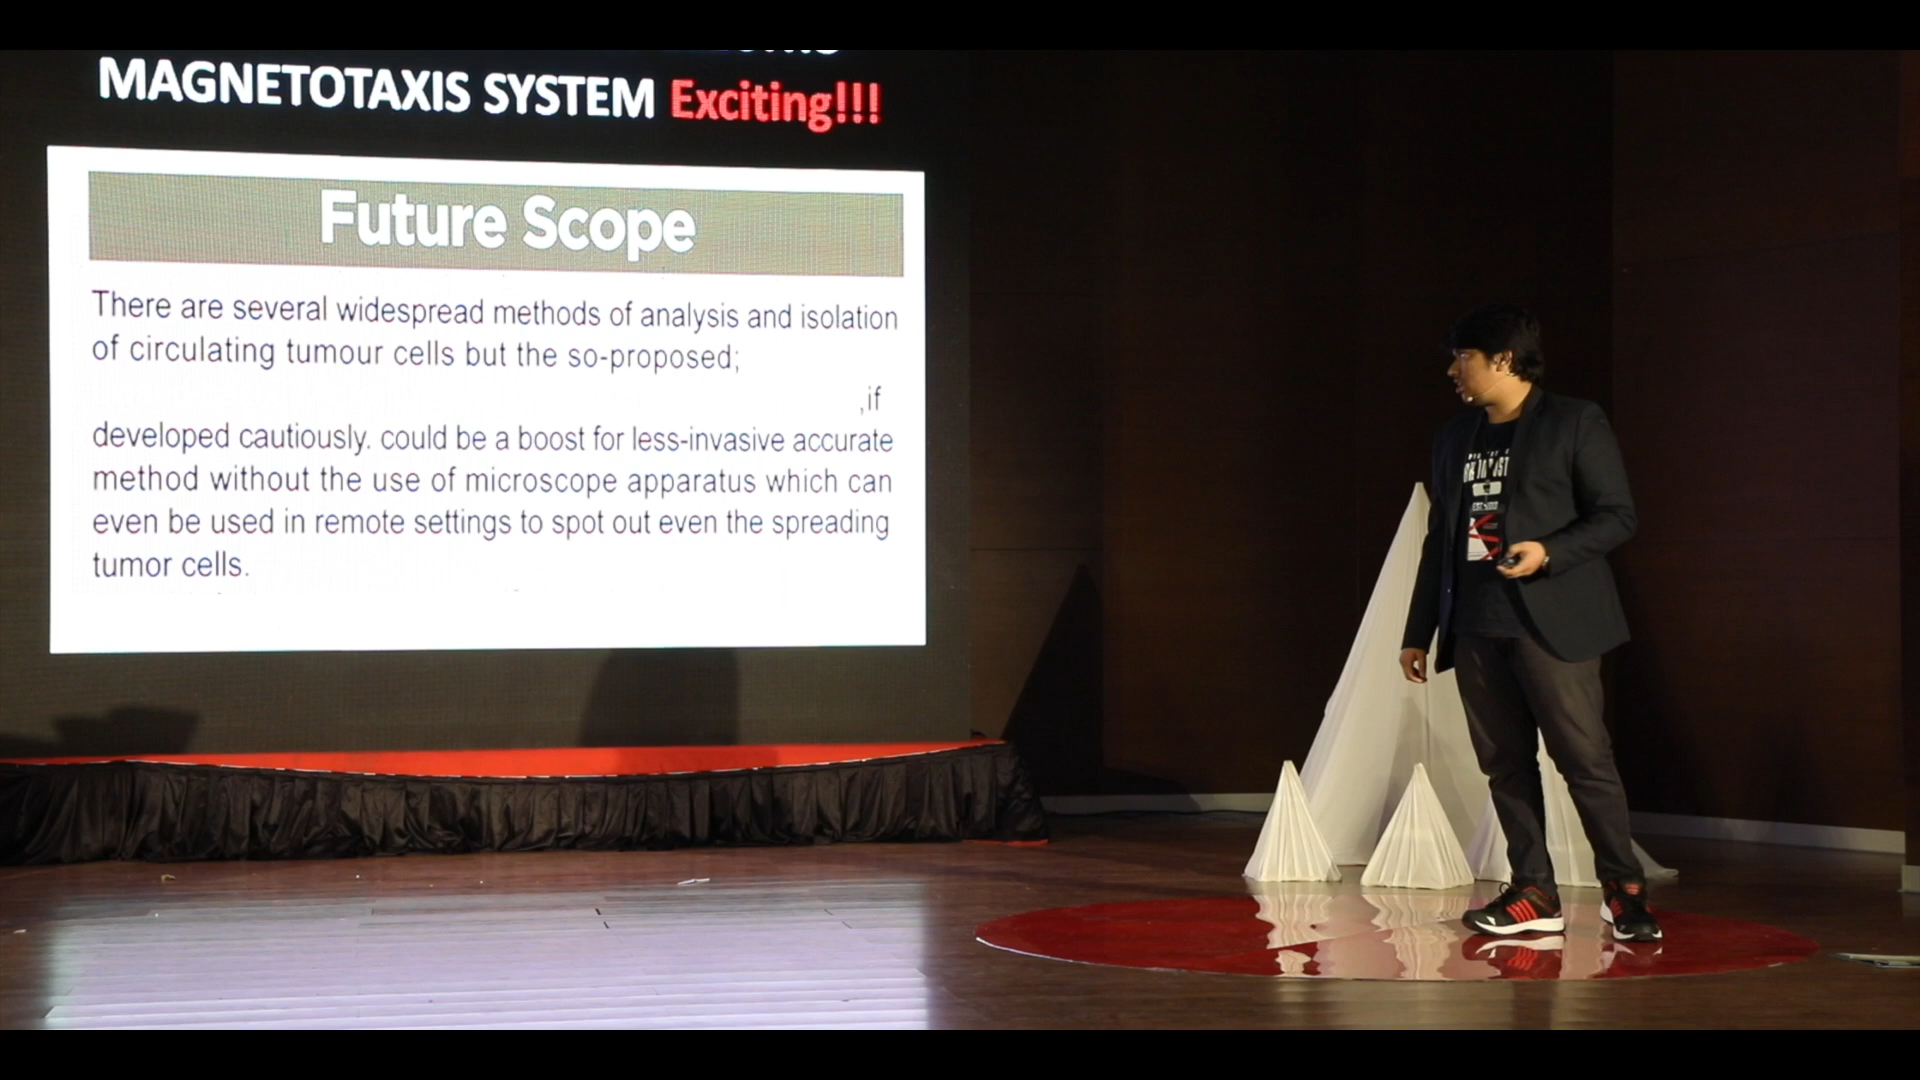 MAGNETOTAXIS SYSTEM Exciting!!!
Future Scope
There are several widespread methods of analysis and isolation
of circulating tumour cells but the so-proposed;
,if
developed cautiously. could be a boost for less-invasive accurate
method without the use of microscope apparatus which can
even be used in remote settings to spot out even the spreading
tumor cells.